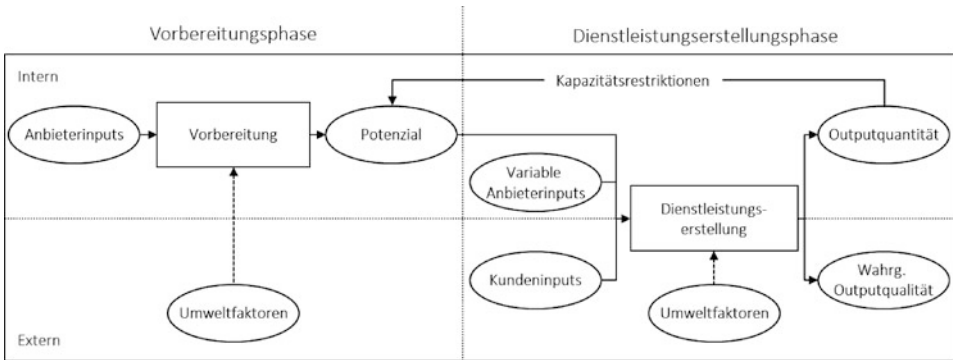 Vorbereitungsphase
Dienstleistungserstellungsphase
Intern
Kapazitätsrestriktionen
Anbieterinputs
Vorbereitung
Potenzial
Outputquantität
Variable
Anbieterinputs
Dienstleistungs-
erstellung
Kundeninputs
Wahrg.
Outputqualität
Umweltfaktoren
Umweltfaktoren
Extern